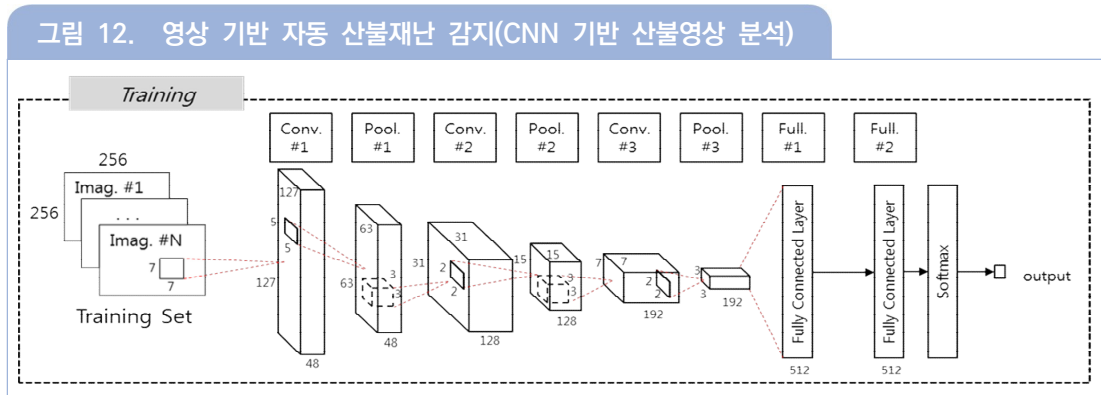 그림 12. 영상 기반 자동 산불재난 감지(CNN 기반 산불영상 분석)
Training
Conv. #1
Pool. #1
Conv. #2
Pool. #2
Conv. #3
Pool. #3
Full. #1
Full. #2
256
256
Imag. #1
. . .
Imag. #N
7
7
Training Set
127
5
5
127
48
63
63
3
3
48
31
31
2
2
128
15
15
3
3
128
7
7
2
2
192
3
3
192
Fully Connected Layer
512
Fully Connected Layer
512
Softmax
output